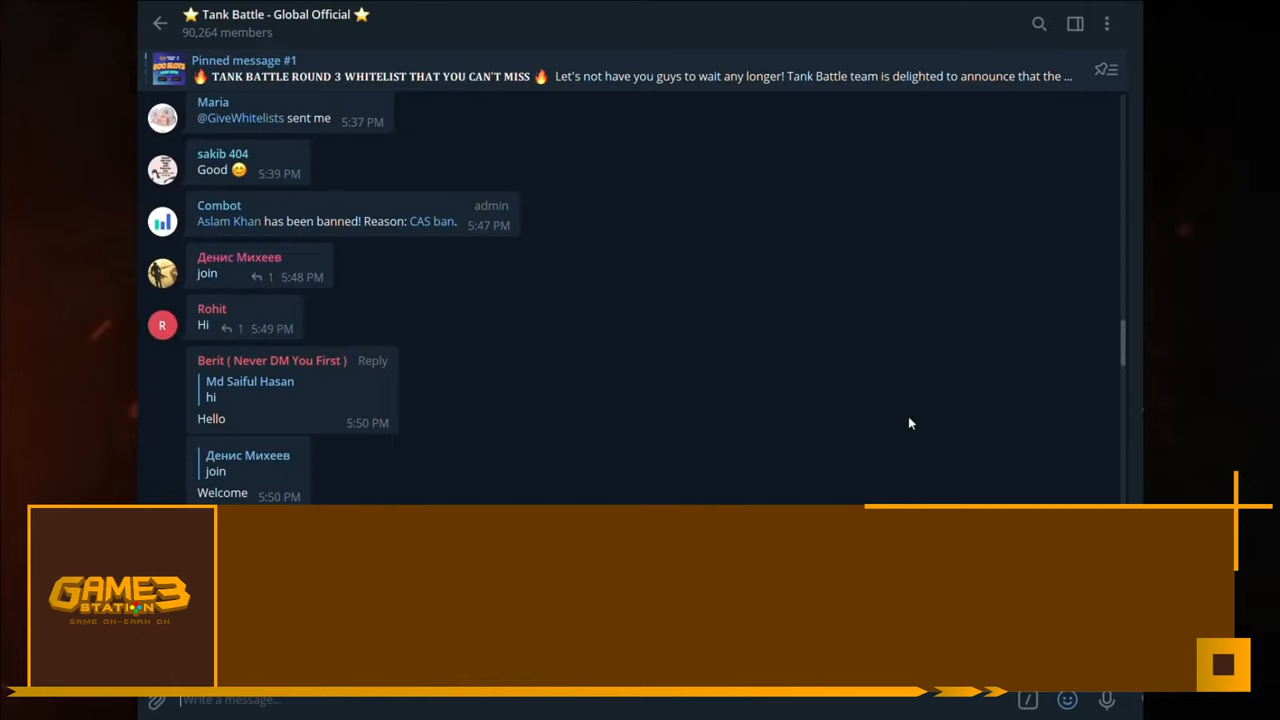 ⭐ Tank Battle - Global Official ⭐
90,264 members
Pinned message #1
🔥 TANK BATTLE ROUND 3 WHITELIST THAT YOU CAN'T MISS 🔥 Let's not have you guys to wait any longer! Tank Battle team is delighted to announce that the ...
Maria
@GiveWhitelists sent me 5:37 PM
sakib 404
Good 😊 5:39 PM
Combot admin
Aslam Khan has been banned! Reason: CAS ban. 5:47 PM
Денис Михеев
join 1 5:48 PM
R
Rohit
Hi 1 5:49 PM
Berit ( Never DM You First ) Reply
Md Saiful Hasan
hi
Hello 5:50 PM
Денис Михеев
join
Welcome 5:50 PM
GAME3
STATION
GAME ON-EARN ON
Write a message...